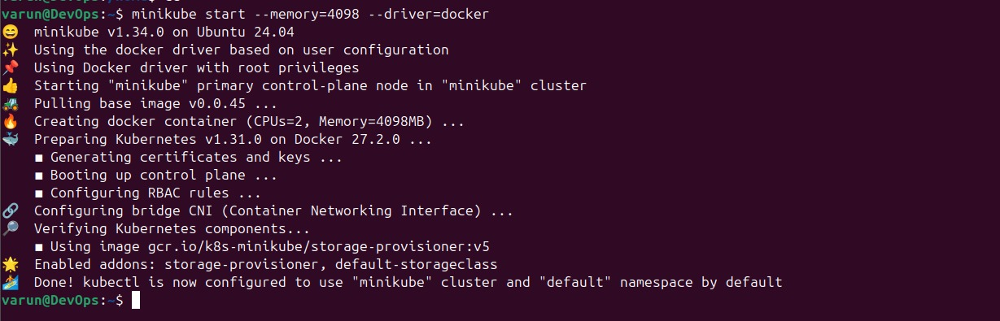 varun@DevOps:~$ minikube start --memory=4098 --driver=docker
😄 minikube v1.34.0 on Ubuntu 24.04
✨ Using the docker driver based on user configuration
📌 Using Docker driver with root privileges
👍 Starting "minikube" primary control-plane node in "minikube" cluster
🚜 Pulling base image v0.0.45 ...
🔥 Creating docker container (CPUs=2, Memory=4098MB) ...
🐳 Preparing Kubernetes v1.31.0 on Docker 27.2.0 ...
▪ Generating certificates and keys ...
▪ Booting up control plane ...
▪ Configuring RBAC rules ...
🔗 Configuring bridge CNI (Container Networking Interface) ...
🔎 Verifying Kubernetes components...
▪ Using image gcr.io/k8s-minikube/storage-provisioner:v5
🌟 Enabled addons: storage-provisioner, default-storageclass
🏄 Done! kubectl is now configured to use "minikube" cluster and "default" namespace by default
varun@DevOps:~$